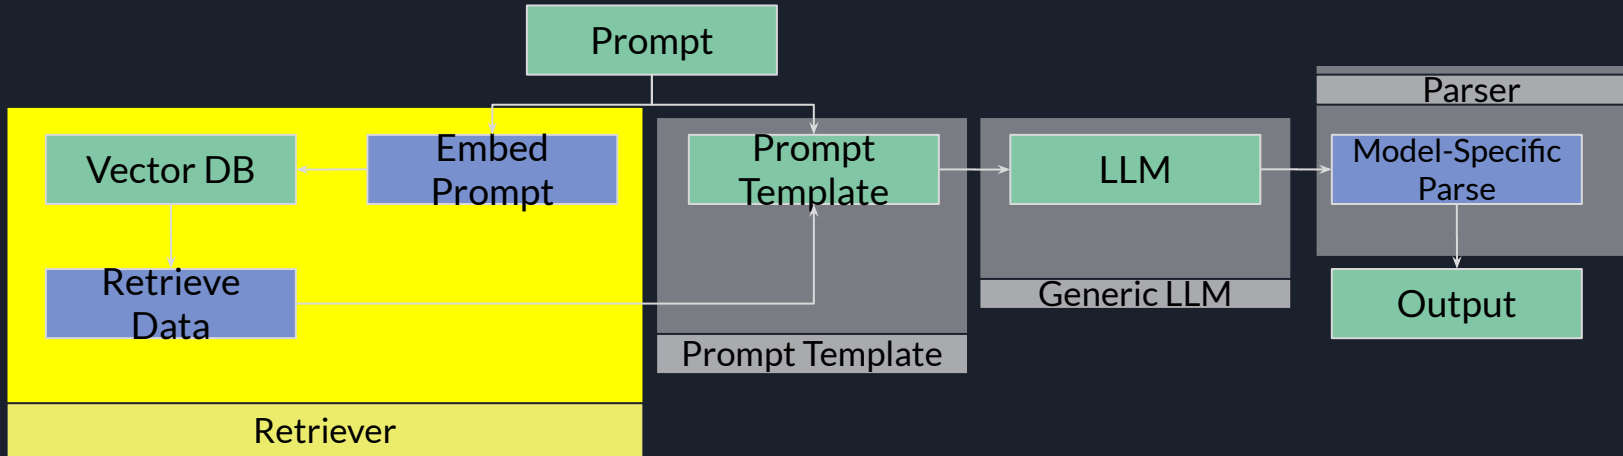 Prompt
Parser
Vector DB
Embed
Prompt
Prompt
Template
LLM
Model-Specific
Parse
Retrieve
Data
Generic LLM
Output
Prompt Template
Retriever